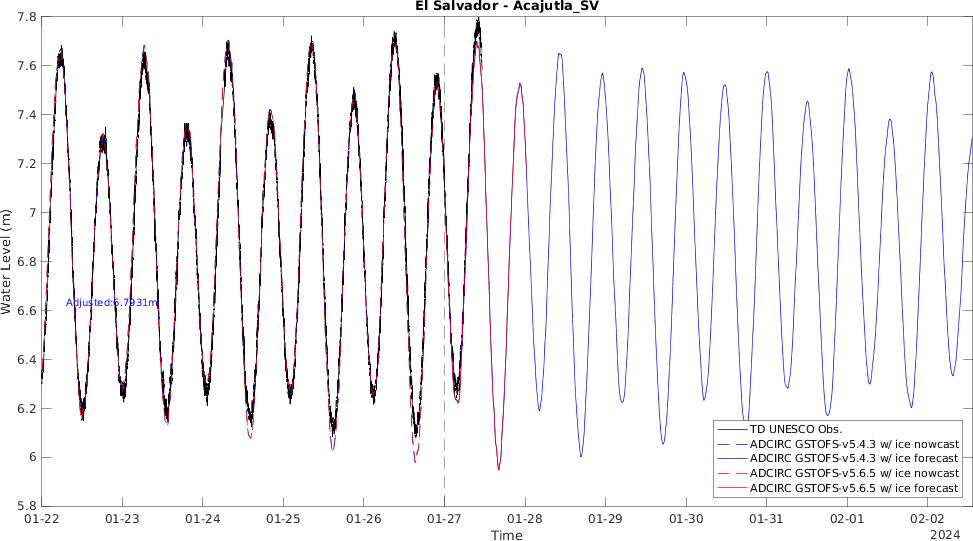 El Salvador - Acajutla_SV
7.8
7.6
7.4
7.2
7
6.8
6.6
6.4
6.2
6
5.8
Water Level (m)
Adjusted:6.7931m
TD UNESCO Obs.
ADCIRC GSTOFS-v5.4.3 w/ ice nowcast
ADCIRC GSTOFS-v5.4.3 w/ ice forecast
ADCIRC GSTOFS-v5.6.5 w/ ice nowcast
ADCIRC GSTOFS-v5.6.5 w/ ice forecast
01-22 01-23 01-24 01-25 01-26 01-27 01-28 01-29 01-30 01-31 02-01 02-02
Time
2024